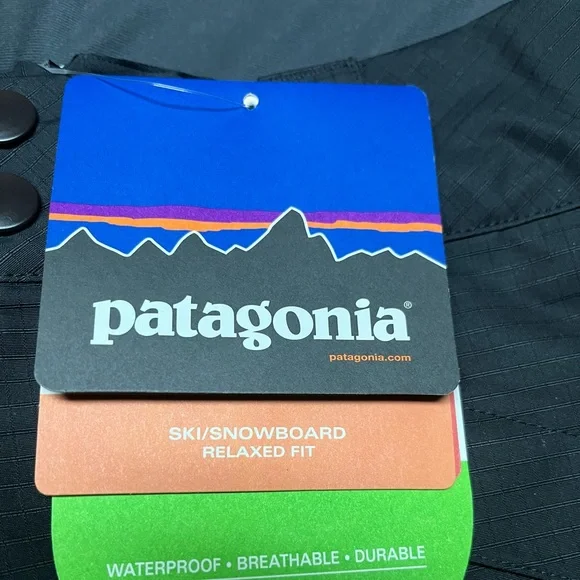 patagonia®
patagonia.com
SKI/SNOWBOARD
RELAXED FIT
WATERPROOF • BREATHABLE • DURABLE